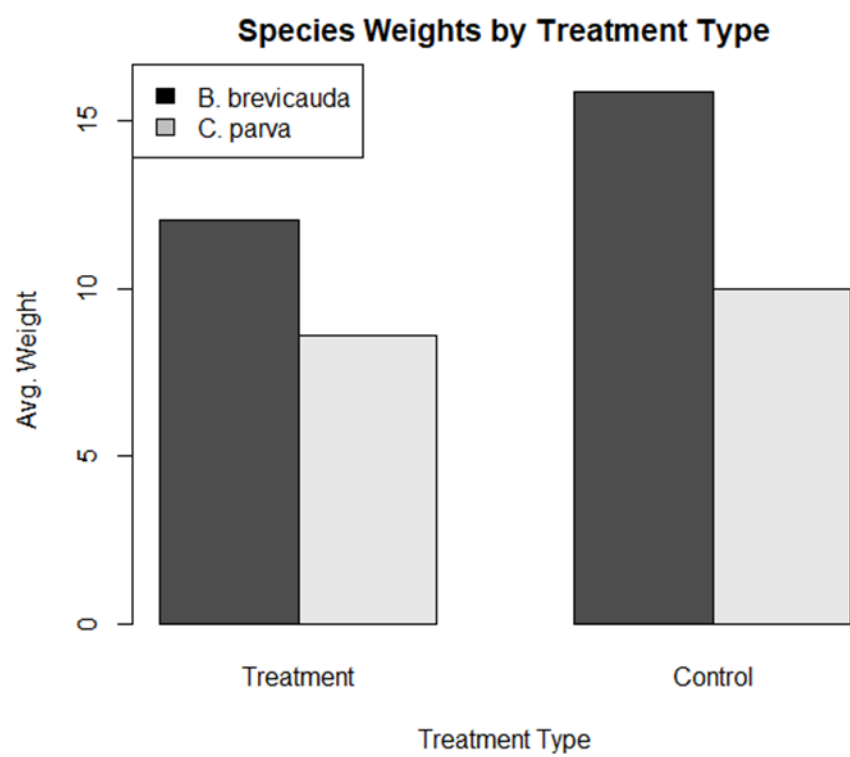 Species Weights by Treatment Type
B. brevicauda
C. parva
15
10
5
0
Avg. Weight
Treatment
Control
Treatment Type